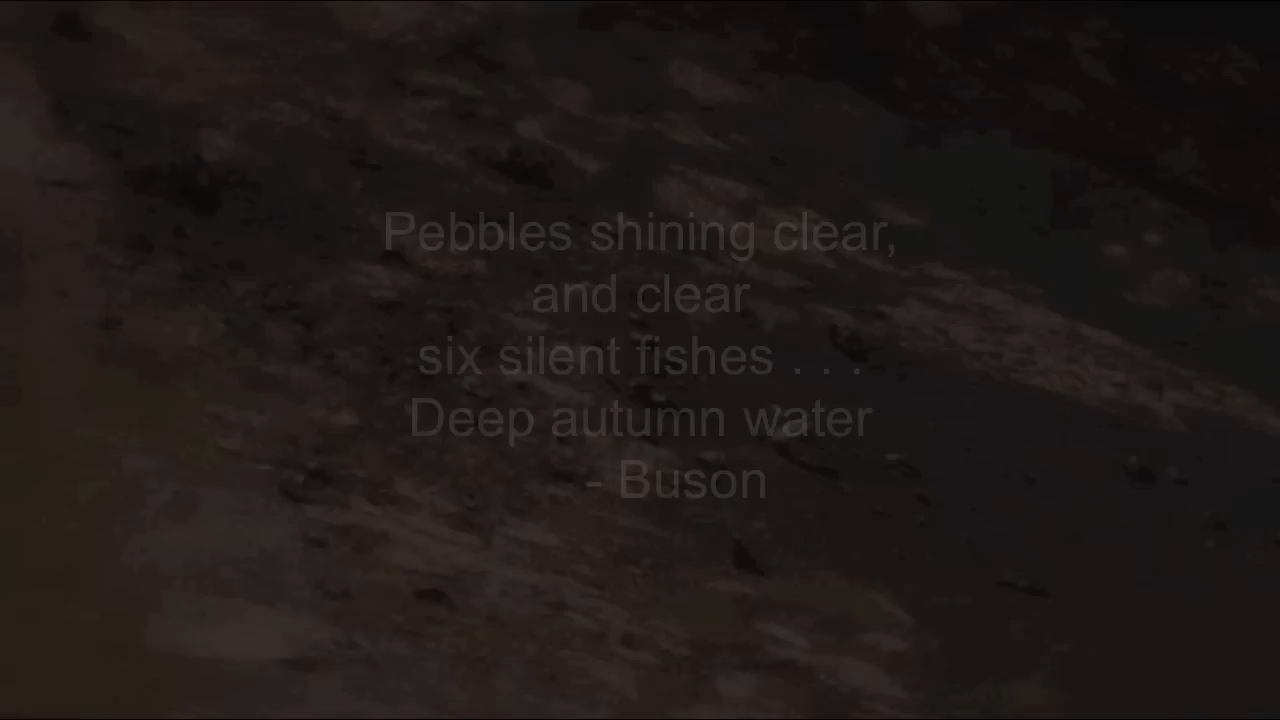 Pebbles shining clear,
and clear
six silent fishes . . .
Deep autumn water
- Buson